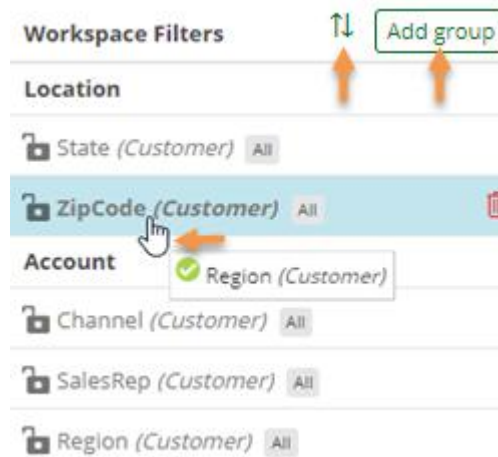 Workspace Filters Add group
Location
State (Customer) All
ZipCode (Customer) All
Account
Region (Customer)
Channel (Customer) All
SalesRep (Customer) All
Region (Customer) All